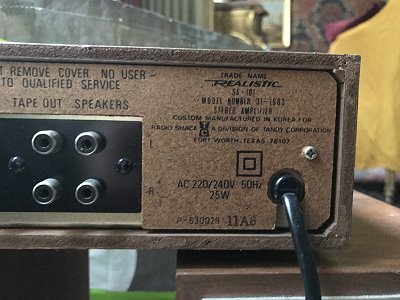 T REMOVE COVER, NO USER-
TO QUALIFIED SERVICE
TAPE OUT SPEAKERS
L
-R
TRADE NAME
REALISTIC
SA-101
MODEL NUMBER 31-1983
STEREO AMPLIFIER
CUSTOM MANUFACTURED IN KOREA FOR
RADIO SHACK A DIVISION OF TANDY CORPORATION
FORT WORTH, TEXAS 76107
AC 220/240V 50Hz
25W
P-830929 11A6